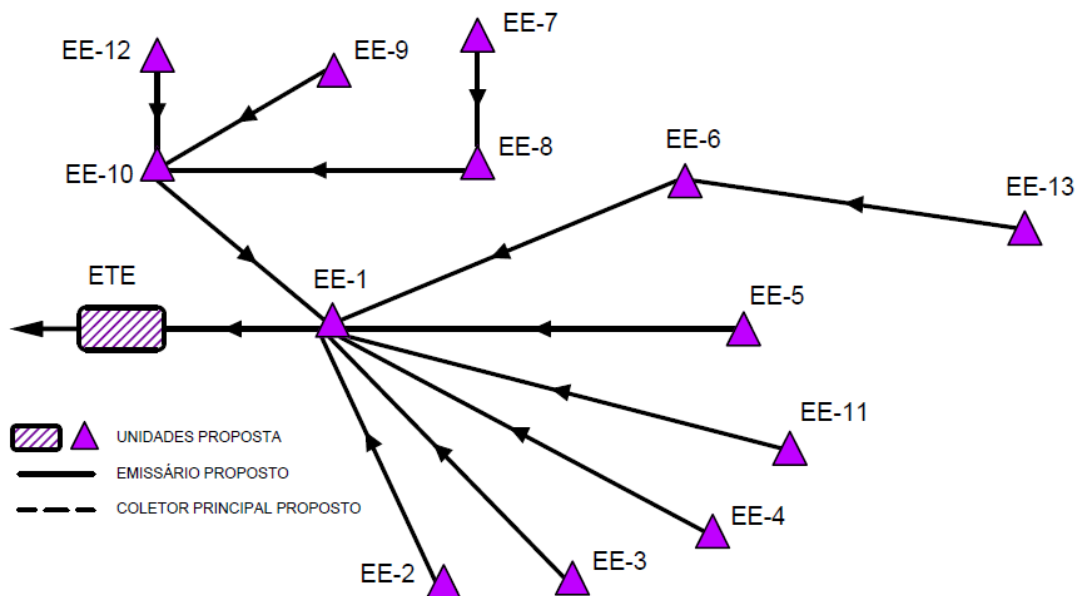 EE-7
EE-12
EE-9
EE-8
EE-6
EE-10
EE-13
ETE
EE-1
EE-5
EE-11
UNIDADES PROPOSTA
EMISSÁRIO PROPOSTO
COLETOR PRINCIPAL PROPOSTO
EE-4
EE-3
EE-2